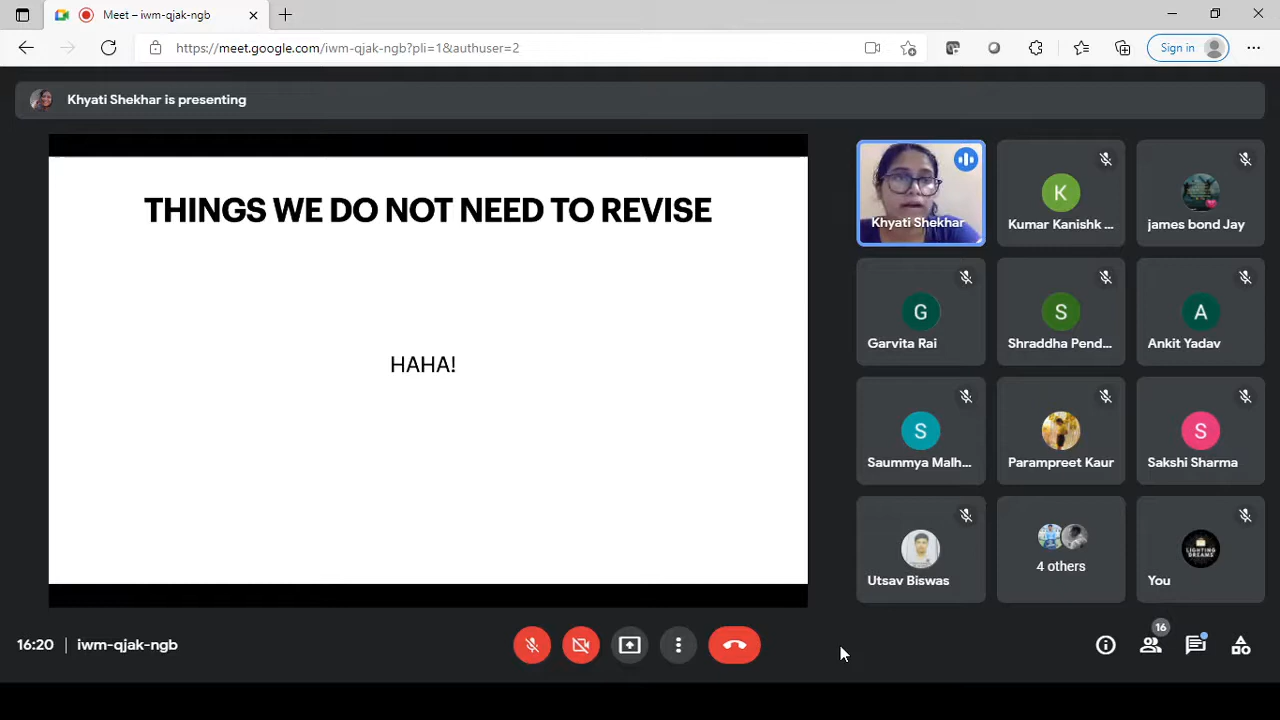 Meet – iwm-qjak-ngb
https://meet.google.com/iwm-qjak-ngb?pli=1&authuser=2
Sign in
Khyati Shekhar is presenting
THINGS WE DO NOT NEED TO REVISE
HAHA!
Khyati Shekhar
K
Kumar Kanishk ...
james bond Jay
G
Garvita Rai
S
Shraddha Pend...
A
Ankit Yadav
S
Saummya Malh...
Parampreet Kaur
S
Sakshi Sharma
Utsav Biswas
4 others
LIGHTING
DREAMS
You
16:20 | iwm-qjak-ngb
16